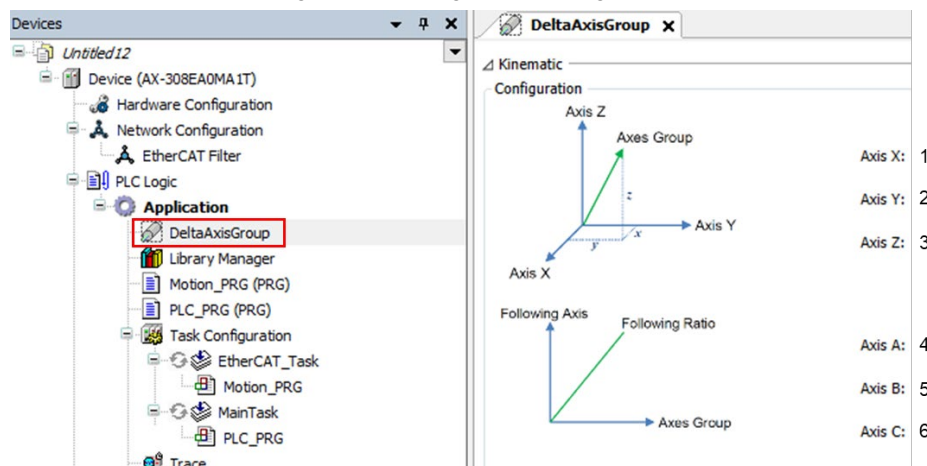 Devices
Untitled12
Device (AX-308EA0MA1T)
Hardware Configuration
Network Configuration
EtherCAT Filter
PLC Logic
Application
DeltaAxisGroup
Library Manager
Motion_PRG (PRG)
PLC_PRG (PRG)
Task Configuration
EtherCAT_Task
Motion_PRG
MainTask
PLC_PRG
Trace
DeltaAxisGroup
Kinematic
Configuration
Axis Z
Axes Group
z
Axis Y
x
y
Axis X
Axis X: 1
Axis Y: 2
Axis Z: 3
Following Axis
Following Ratio
Axes Group
Axis A: 4
Axis B: 5
Axis C: 6